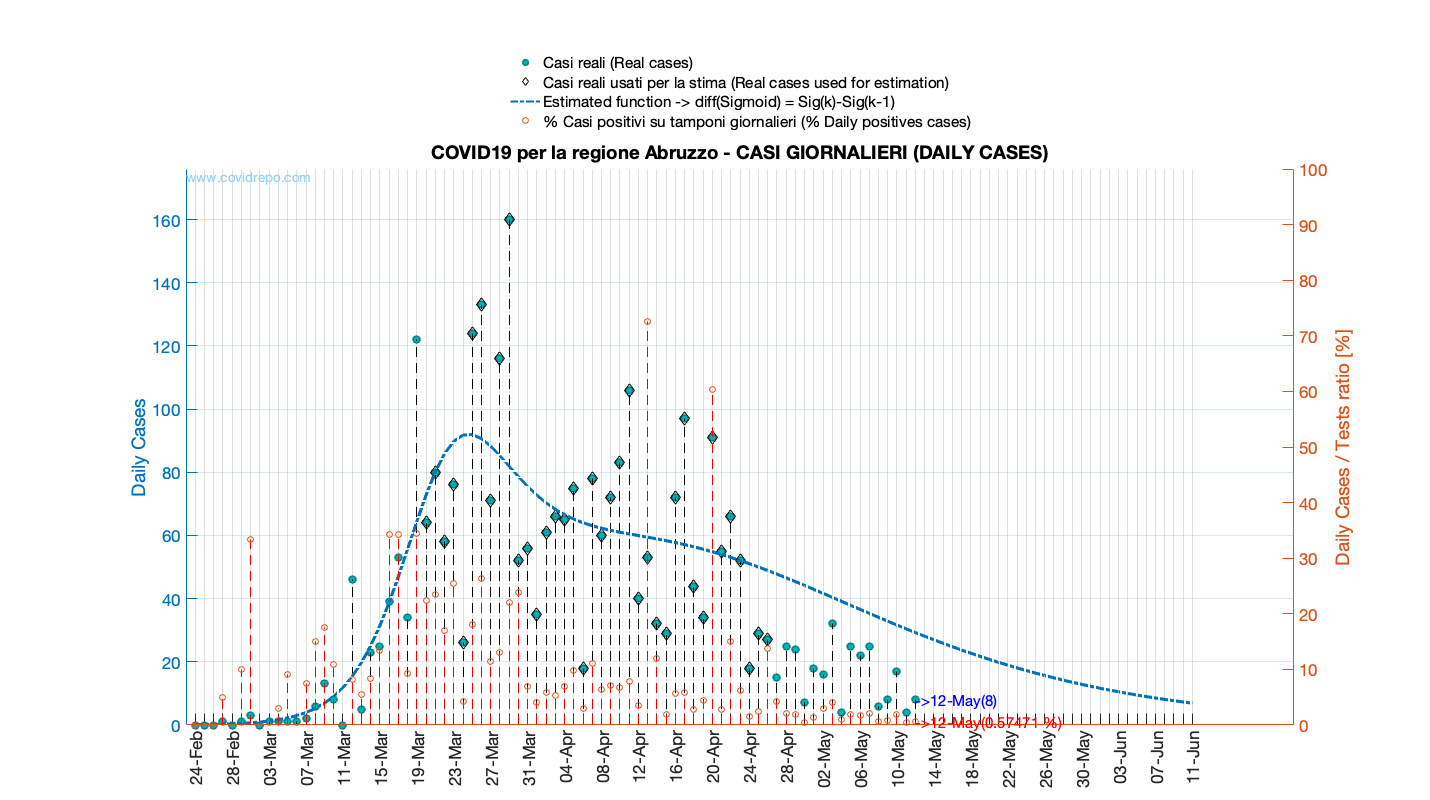 Casi reali (Real cases)
Casi reali usati per la stima (Real cases used for estimation)
Estimated function -> diff(Sigmoid) = Sig(k)-Sig(k-1)
% Casi positivi su tamponi giornalieri (% Daily positives cases)
COVID19 per la regione Abruzzo - CASI GIORNALIERI (DAILY CASES)
www.covidrepo.com
Daily Cases
160
140
120
100
80
60
40
20
0
100
90
80
70
60
50
40
30
20
10
0
Daily Cases / Tests ratio [%]
->12-May(8)
->12-May(0.57471 %)
24-Feb
28-Feb
03-Mar
07-Mar
11-Mar
15-Mar
19-Mar
23-Mar
27-Mar
31-Mar
04-Apr
08-Apr
12-Apr
16-Apr
20-Apr
24-Apr
28-Apr
02-May
06-May
10-May
14-May
18-May
22-May
26-May
30-May
03-Jun
07-Jun
11-Jun